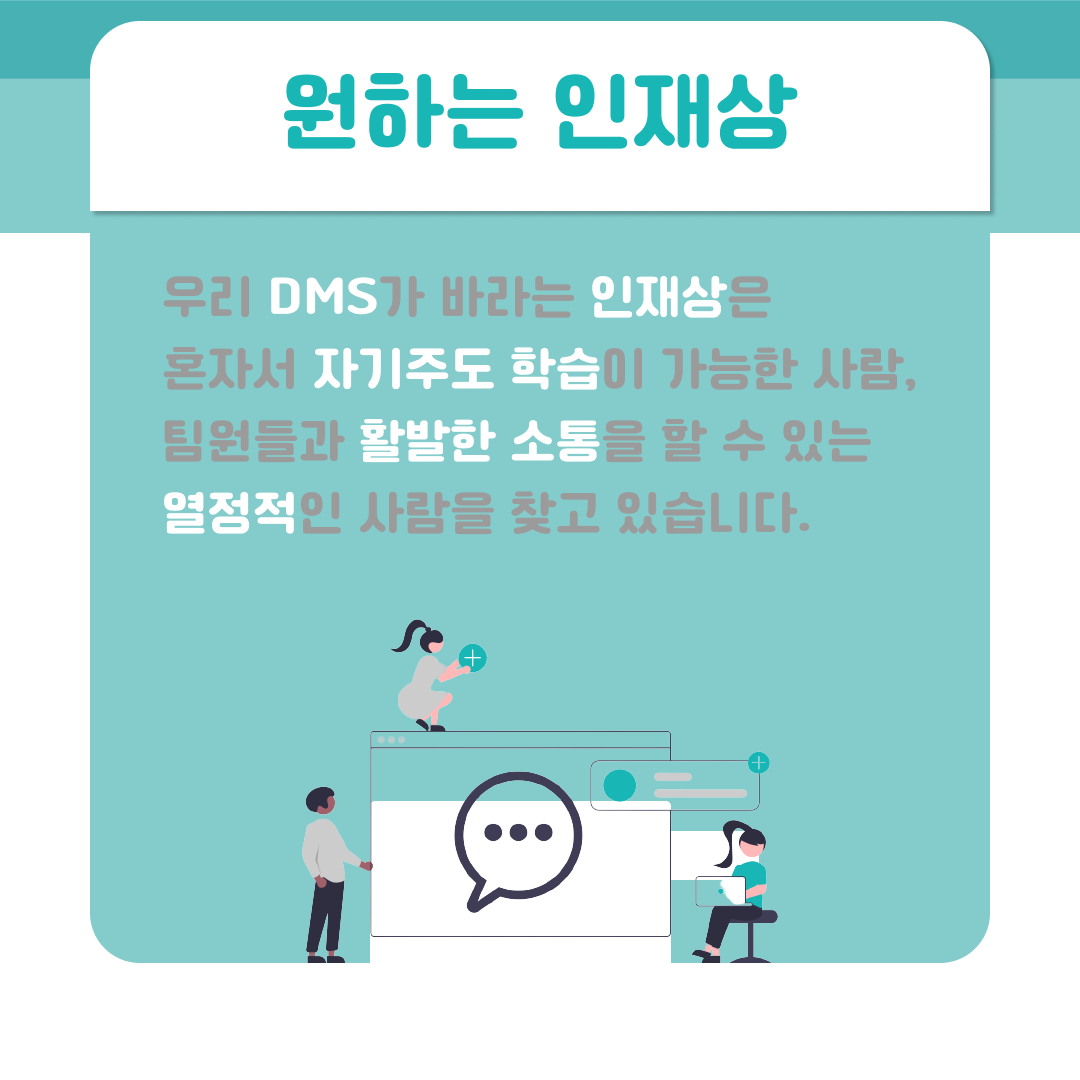 원하는 인재상
우리 DMS가 바라는 인재상은
혼자서 자기주도 학습이 가능한 사람,
팀원들과 활발한 소통을 할 수 있는
열정적인 사람을 찾고 있습니다.